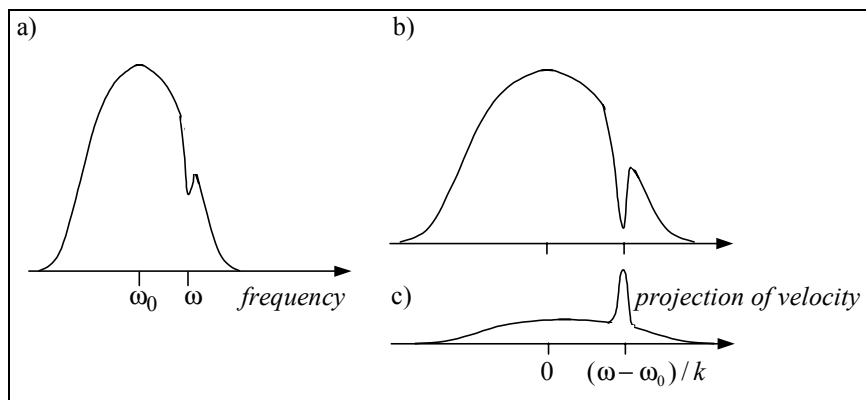 a)
b)
ω₀ ω frequency
c)
projection of velocity
0 (ω – ω₀) / k